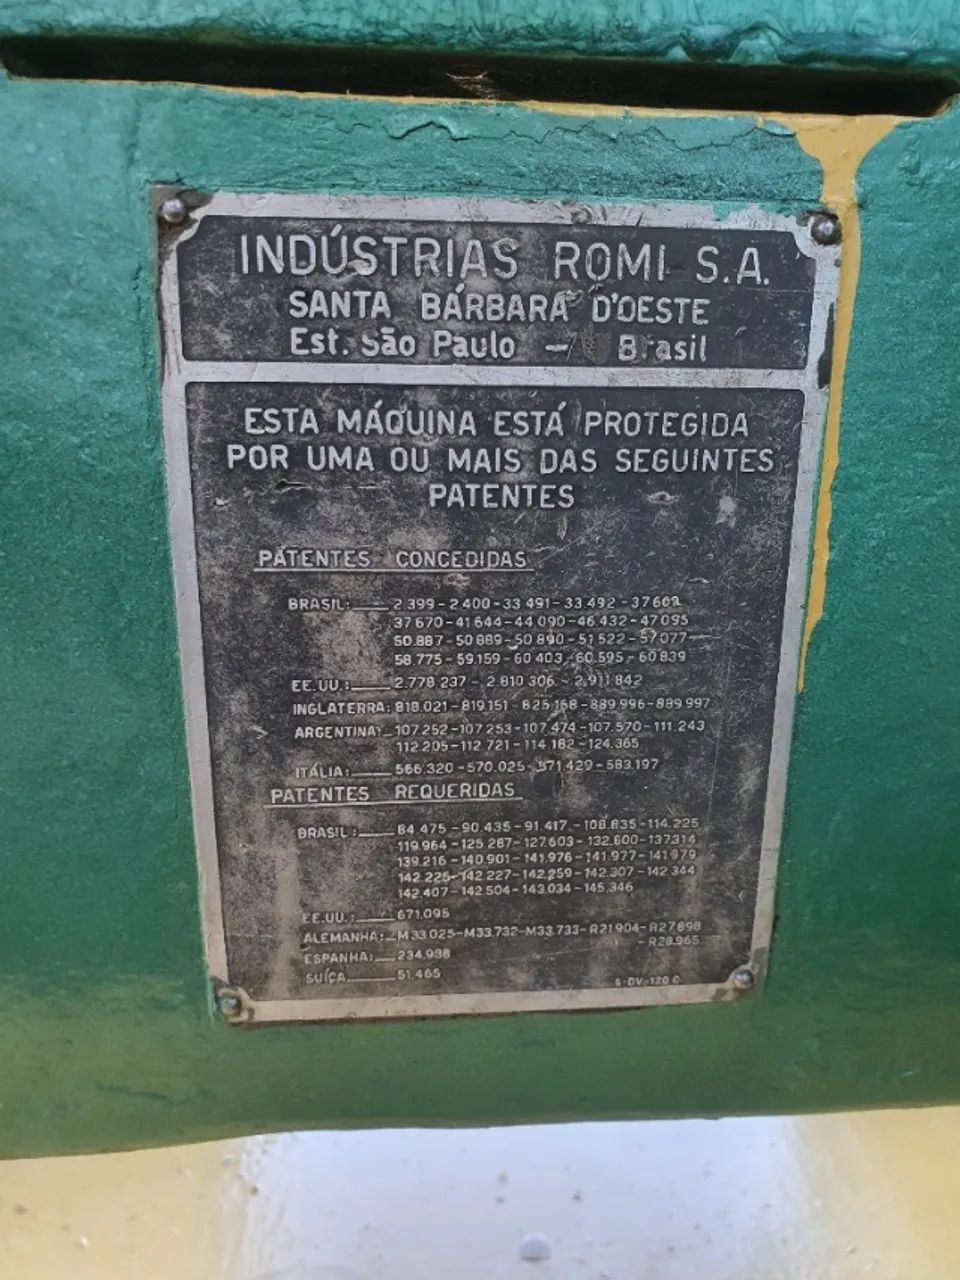 INDÚSTRIAS ROMI S.A.
SANTA BÁRBARA D'OESTE
Est. São Paulo - Brasil
ESTA MÁQUINA ESTÁ PROTEGIDA
POR UMA OU MAIS DAS SEGUINTES
PATENTES
PATENTES CONCEDIDAS
BRASIL: 2.399-2.400-33.491-33.492-37.602
37.670-41.644-44.090-46.432-47.095
50.887-50.889-50.890-51.522-57.077
58.775-59.159-60.403-60.595-60.839
EE.UU.: 2.778.237-2.810.306-2.911.842
INGLATERRA: 818.021-819.151-825.168-889.996-889.997
ARGENTINA: 107.252-107.253-107.474-107.570-111.243
112.205-112.721-114.182-124.365
ITÁLIA: 566.320-570.025-571.429-583.197
PATENTES REQUERIDAS
BRASIL: 84.475-90.435-91.417-108.835-114.225
119.964-125.287-127.603-132.600-137.314
139.216-140.901-141.976-141.977-141.979
142.225-142.227-142.259-142.307-142.344
142.407-142.504-143.034-145.346
EE.UU.: 671.095
ALEMANHA: M33.025-M33.732-M33.733-R21.904-R27.898
-R28.965
ESPANHA: 234.988
SUÍÇA 51.465